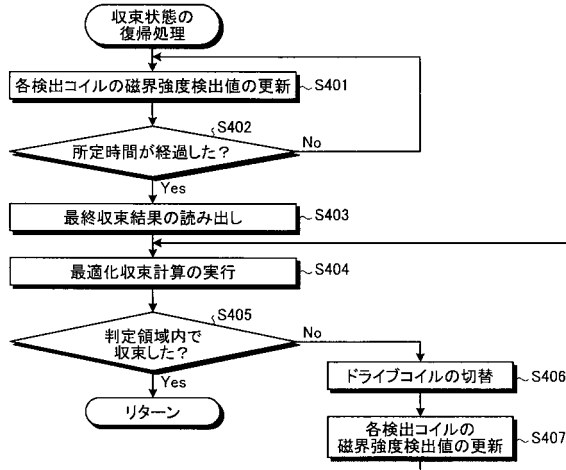 収束状態の
復帰処理
各検出コイルの磁界強度検出値の更新
S401
S402
所定時間が経過した?
No
Yes
最終収束結果の読み出し
S403
最適化収束計算の実行
S404
S405
判定領域内で
収束した?
No
Yes
ドライブコイルの切替
S406
リターン
各検出コイルの
磁界強度検出値の更新
S407